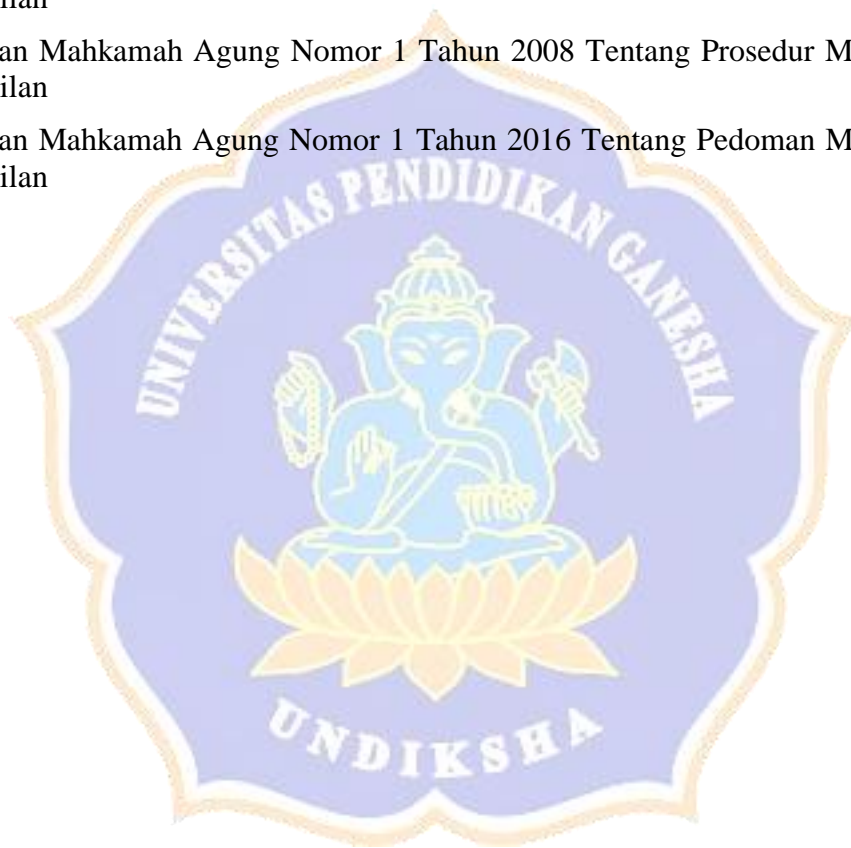 ilan
an Mahkamah Agung Nomor 1 Tahun 2008 Tentang Prosedur M
ilan
an Mahkamah Agung Nomor 1 Tahun 2016 Tentang Pedoman M
ilan
UNIVERSITAS PENDIDIKAN GANESHA
UNDIKSHA